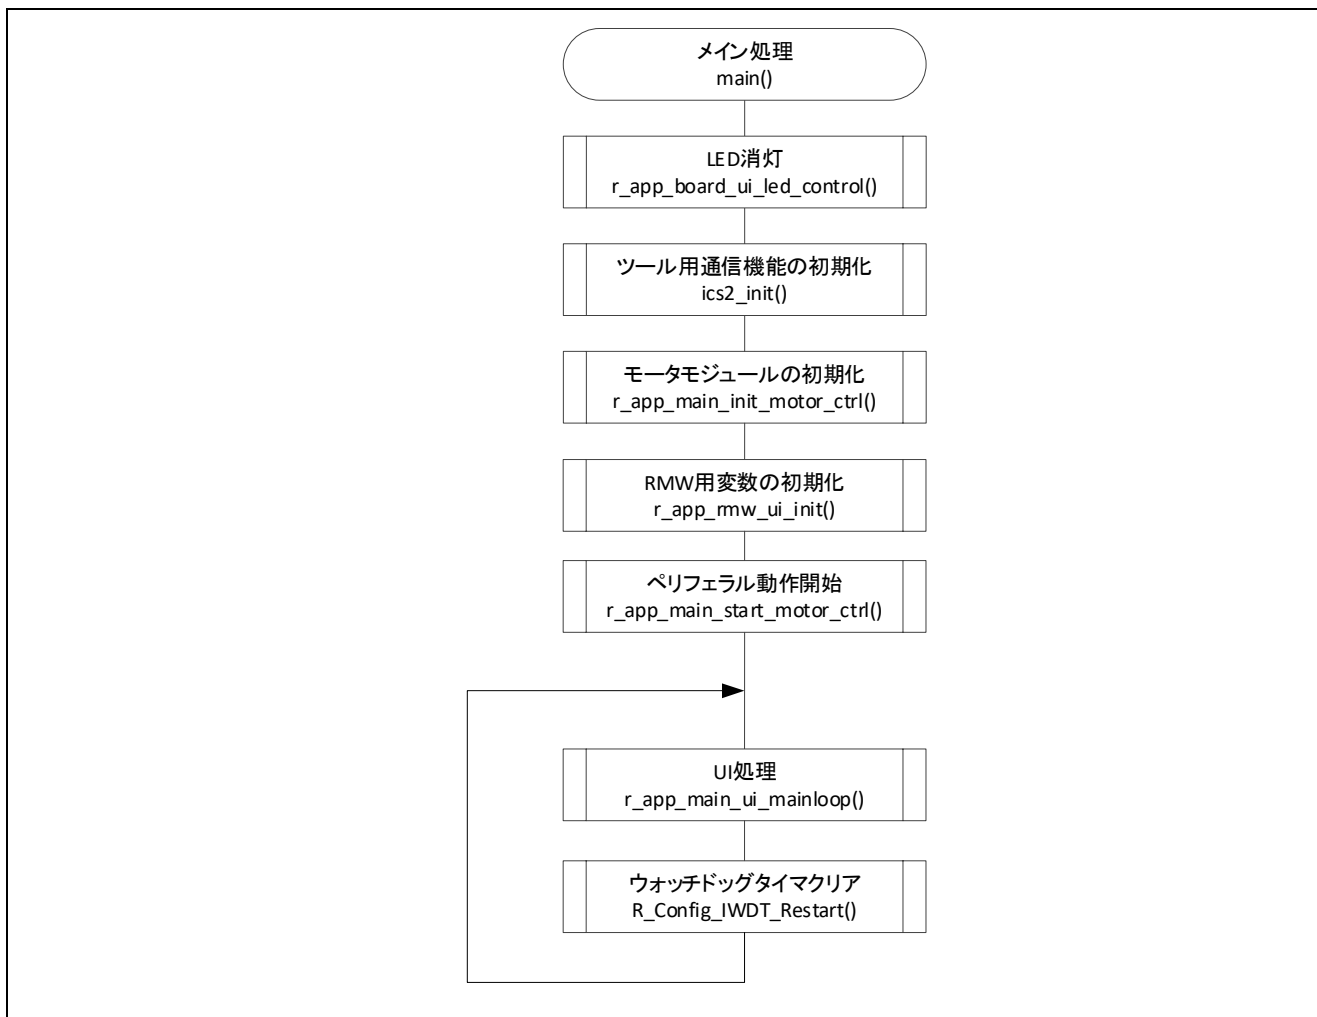 メイン処理
main()
LED消灯
r_app_board_ui_led_control()
ツール用通信機能の初期化
ics2_init()
モータモジュールの初期化
r_app_main_init_motor_ctrl()
RMW用変数の初期化
r_app_rmw_ui_init()
ペリフェラル動作開始
r_app_main_start_motor_ctrl()
UI処理
r_app_main_ui_mainloop()
ウォッチドッグタイマクリア
R_Config_IWDT_Restart()